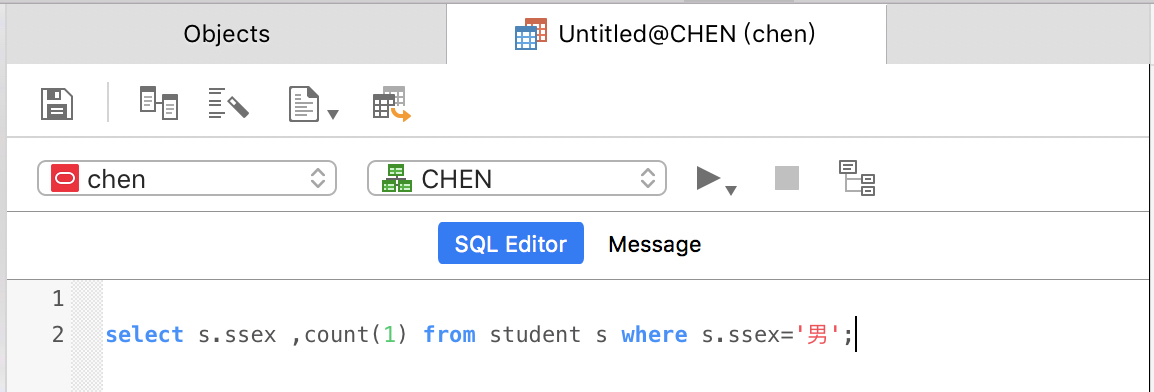 Objects
Untitled@CHEN (chen)
chen
CHEN
SQL Editor
Message
1
2 select s.ssex ,count(1) from student s where s.ssex='男';